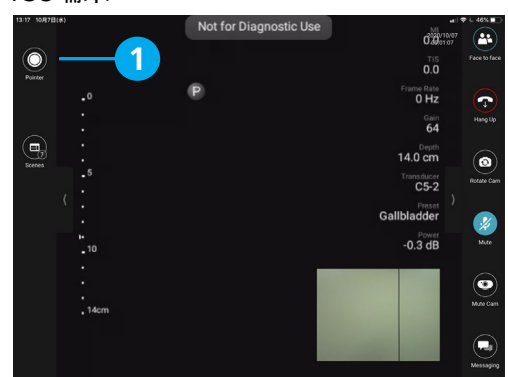 13:17 10月7日(水)
46%
Not for Diagnostic Use
MI
0.0
2020/10/07
TIS
0.0
Frame Rate
0 Hz
Gain
64
Depth
14.0 cm
Transducer
C5-2
Preset
Gallbladder
Power
-0.3 dB
1
Pointer
7
Scenes
P
0
5
10
14cm
Face to face
Hang Up
Rotate Cam
Mute
Mute Cam
Messaging